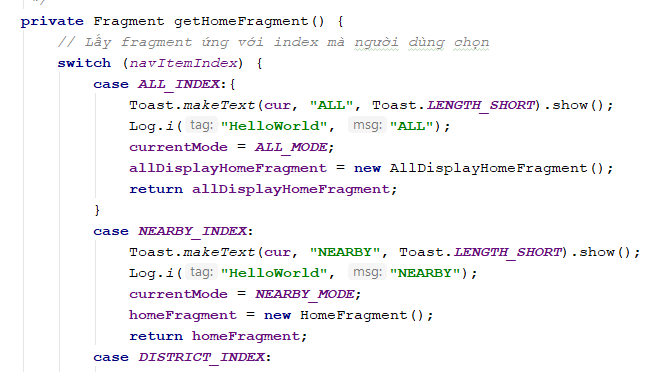 */
private Fragment getHomeFragment() {
    // Lấy fragment ứng với index mà người dùng chọn
    switch (navItemIndex) {
        case ALL_INDEX:{
            Toast.makeText(cur, "ALL", Toast.LENGTH_SHORT).show();
            Log.i( tag: "HelloWorld", msg: "ALL");
            currentMode = ALL_MODE;
            allDisplayHomeFragment = new AllDisplayHomeFragment();
            return allDisplayHomeFragment;
        }
        case NEARBY_INDEX:
            Toast.makeText(cur, "NEARBY", Toast.LENGTH_SHORT).show();
            Log.i( tag: "HelloWorld", msg: "NEARBY");
            currentMode = NEARBY_MODE;
            homeFragment = new HomeFragment();
            return homeFragment;
        case DISTRICT_INDEX: